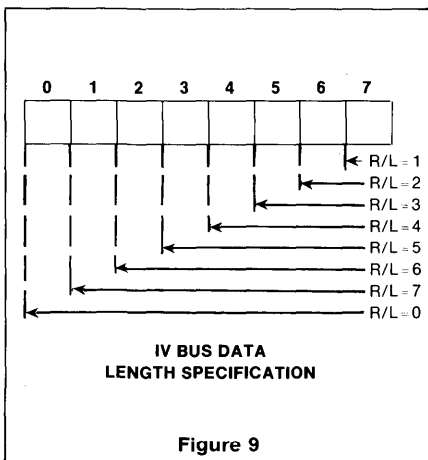 0 1 2 3 4 5 6 7
R/L = 1
R/L = 2
R/L = 3
R/L = 4
R/L = 5
R/L = 6
R/L = 7
R/L = 0
IV BUS DATA
LENGTH SPECIFICATION
Figure 9